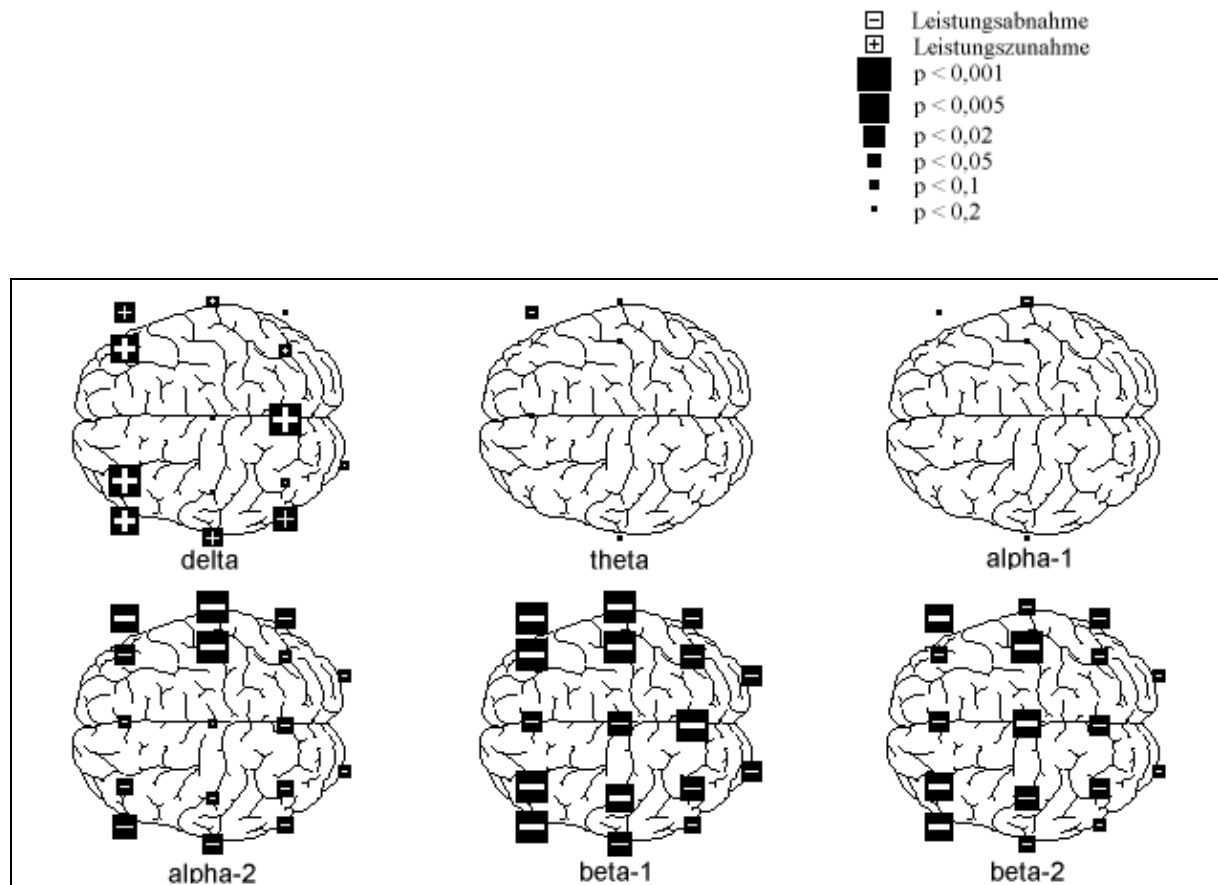 Leistungsabnahme
Leistungszunahme
p < 0,001
p < 0,005
p < 0,02
p < 0,05
p < 0,1
p < 0,2
delta theta alpha-1
alpha-2 beta-1 beta-2